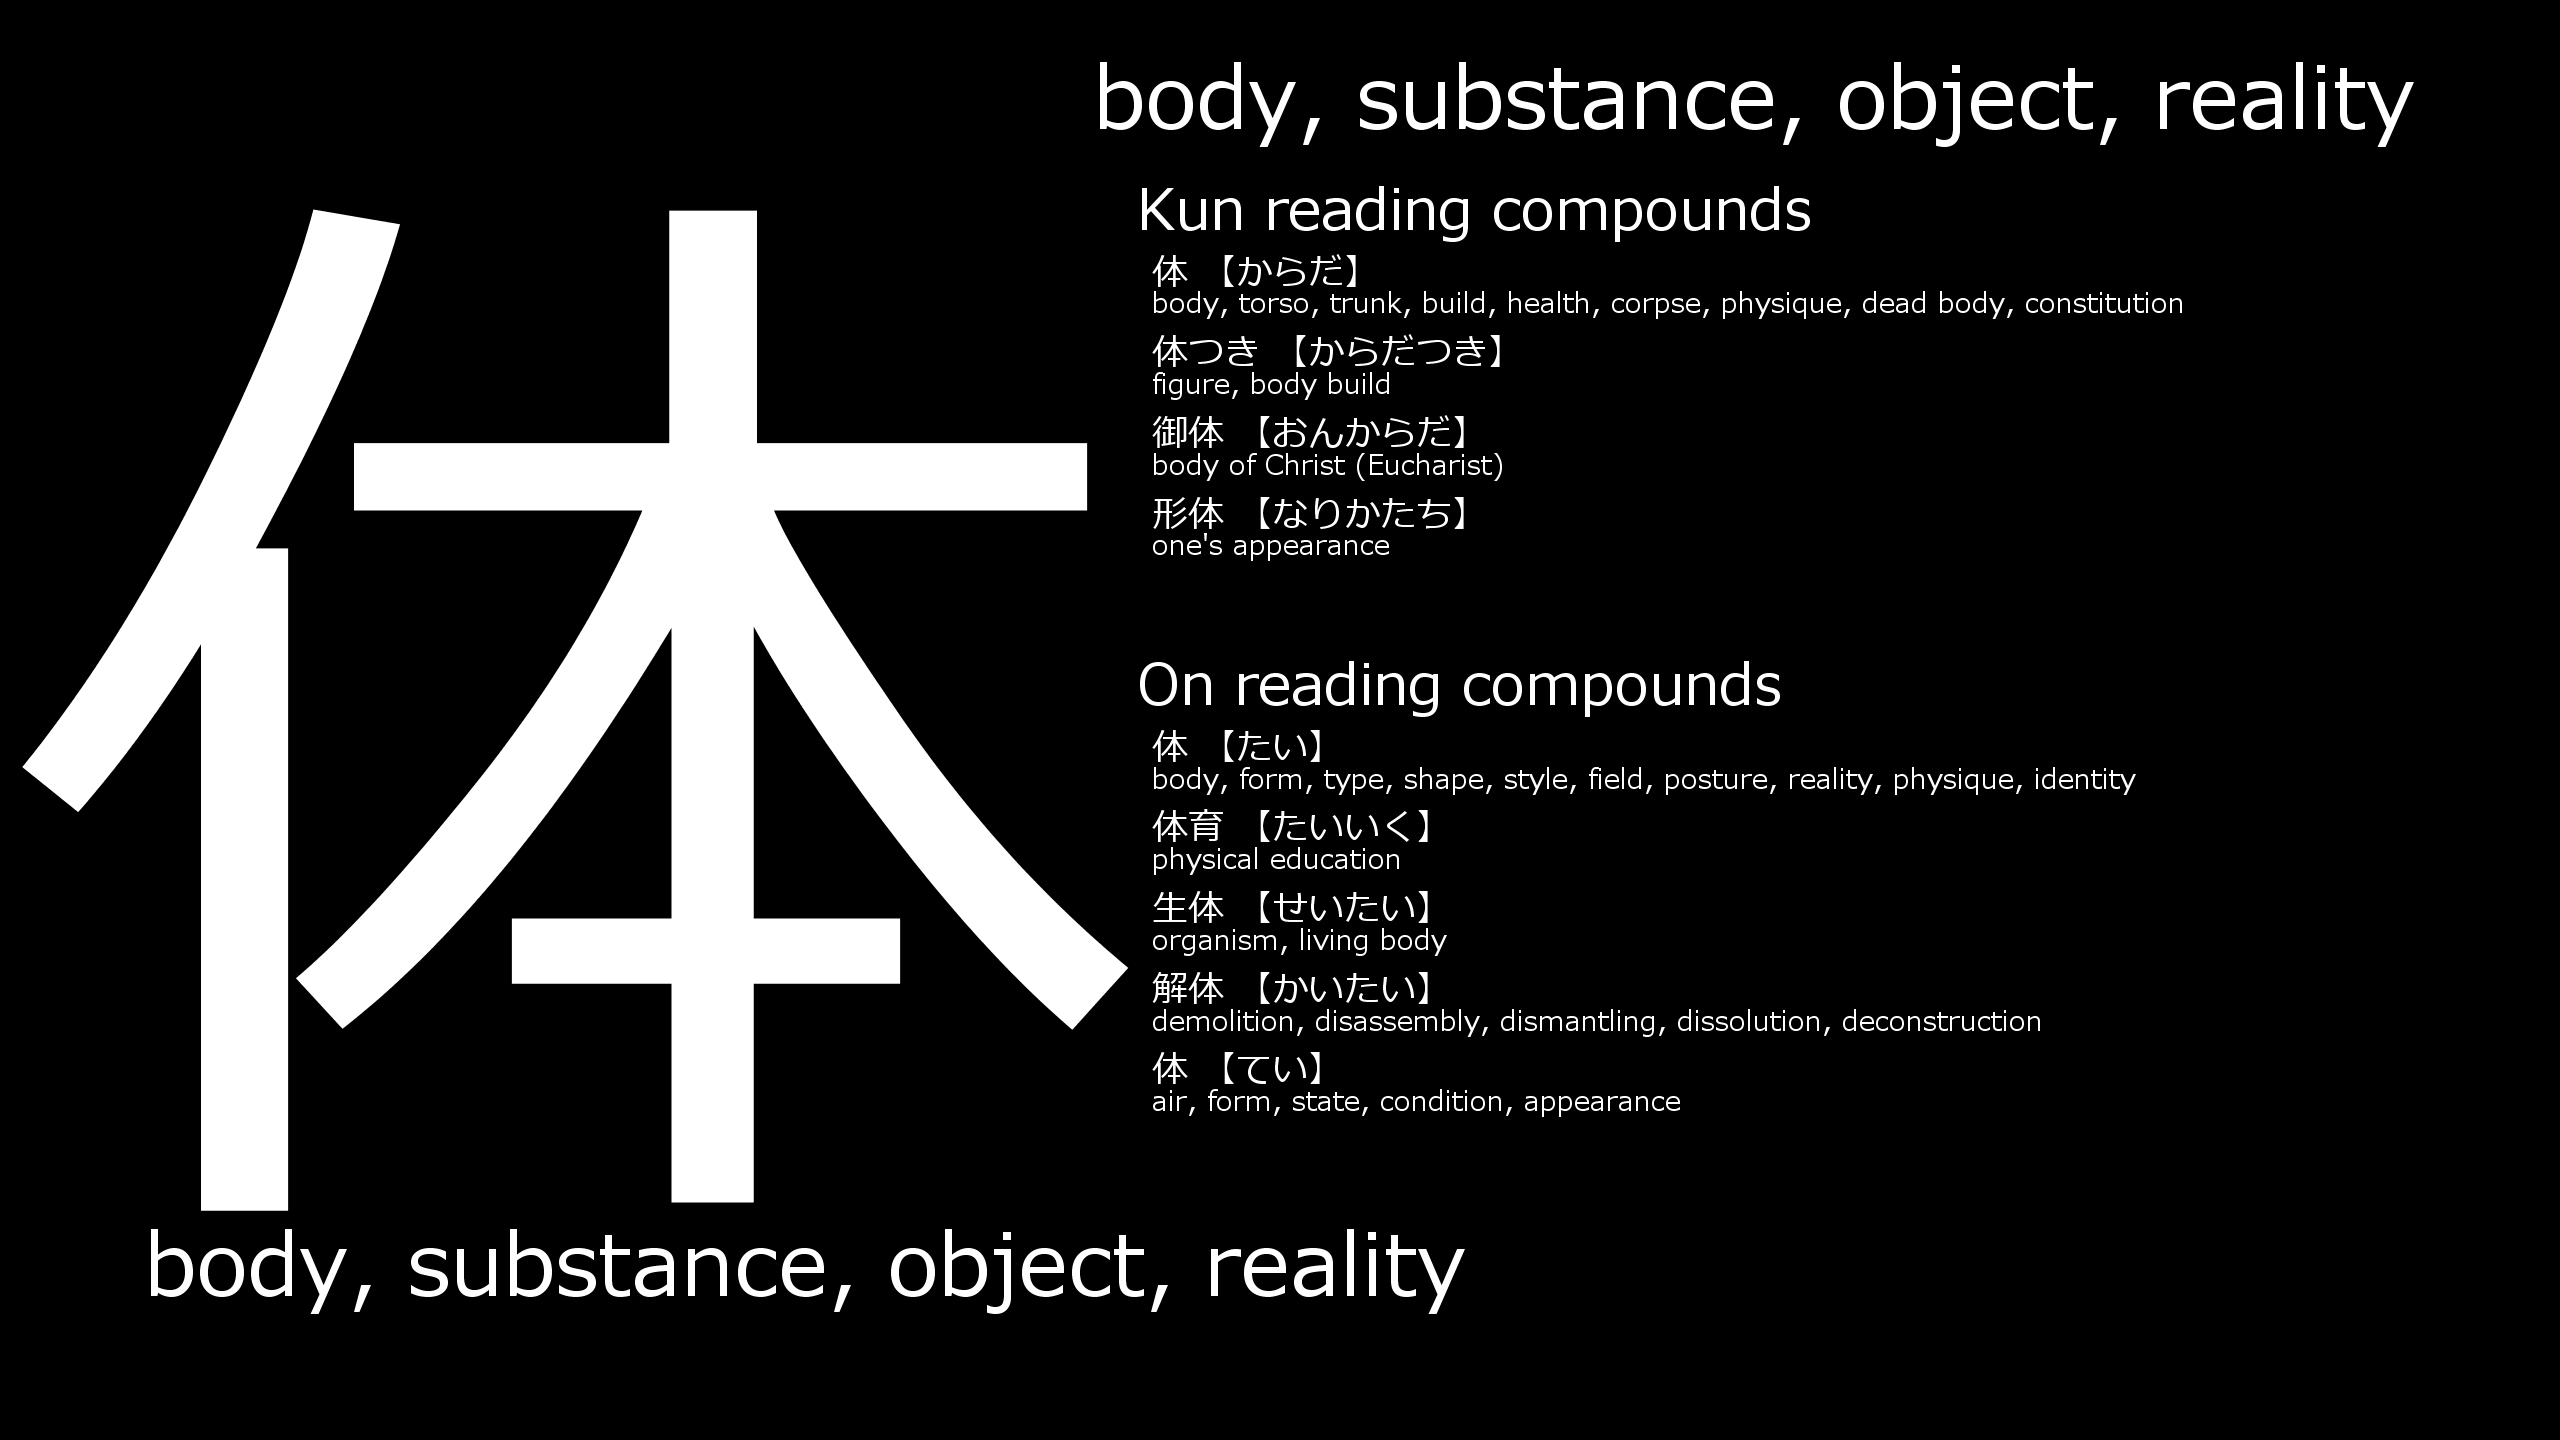 body, substance, object, reality
体
Kun reading compounds
体 【からだ】
body, torso, trunk, build, health, corpse, physique, dead body, constitution
体つき 【からだつき】
figure, body build
御体 【おんからだ】
body of Christ (Eucharist)
形体 【なりかたち】
one's appearance
On reading compounds
体 【たい】
body, form, type, shape, style, field, posture, reality, physique, identity
体育 【たいいく】
physical education
生体 【せいたい】
organism, living body
解体 【かいたい】
demolition, disassembly, dismantling, dissolution, deconstruction
体 【てい】
air, form, state, condition, appearance
body, substance, object, reality